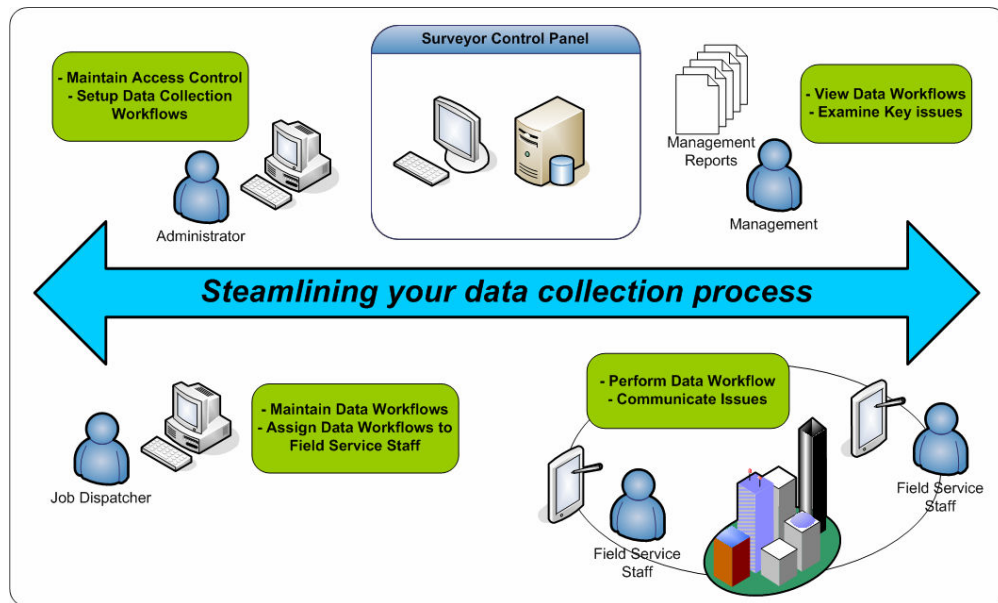 Surveyor Control Panel
- Maintain Access Control
- Setup Data Collection
Workflows
Administrator
Management
Reports
- View Data Workflows
- Examine Key issues
Management
Steamlining your data collection process
Job Dispatcher
- Maintain Data Workflows
- Assign Data Workflows to
Field Service Staff
- Perform Data Workflow
- Communicate Issues
Field Service
Staff
Field Service
Staff